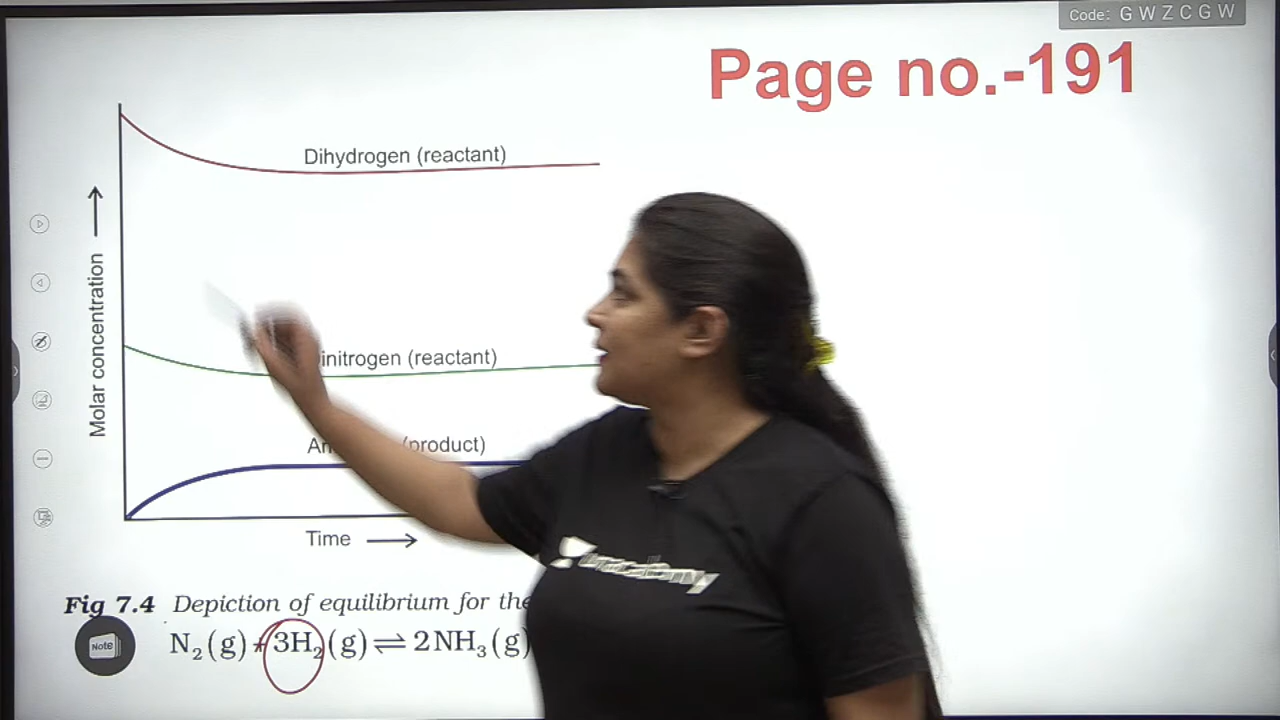 Code: G W Z C G W
Page no.-191
Dihydrogen (reactant)
Molar concentration
initrogen (reactant)
(product)
Time
Fig 7.4 Depiction of equilibrium for the
Note
N₂(g)+3H₂(g)⇌2NH₃(g)
unacademy